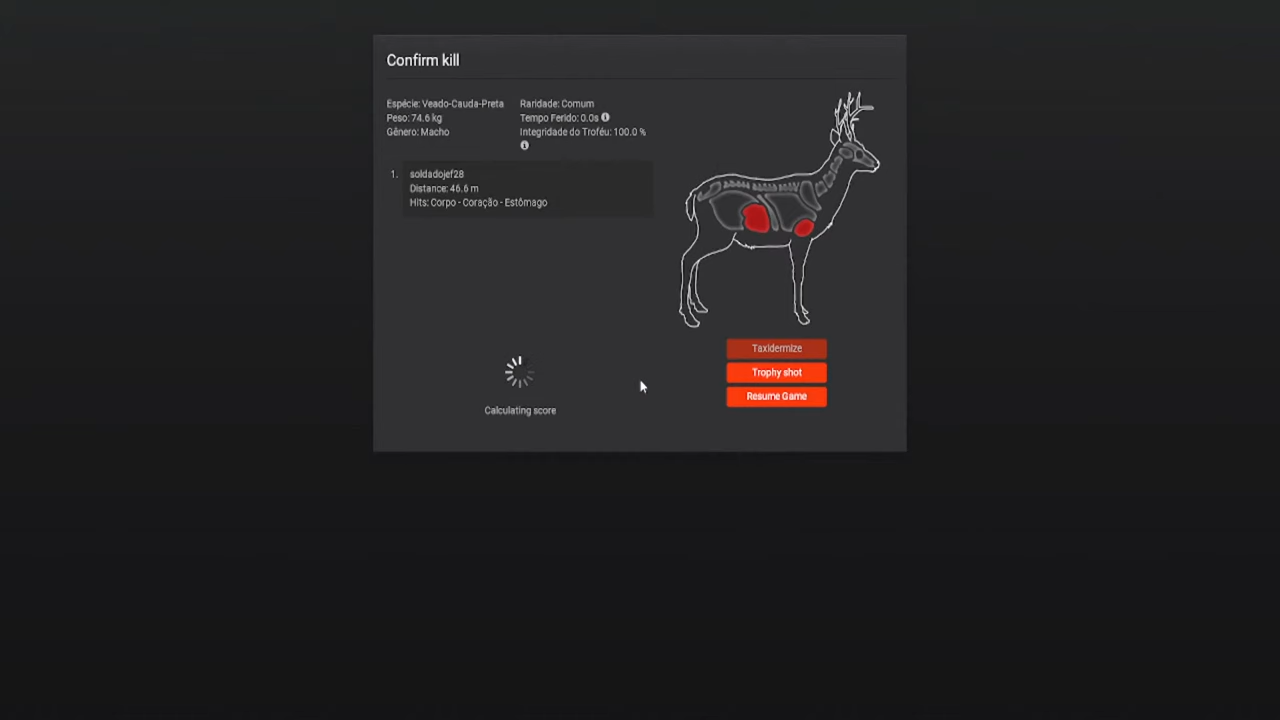 Confirm kill
Espécie: Veado-Cauda-Preta
Peso: 74.6 kg
Gênero: Macho
Raridade: Comum
Tempo Ferido: 0.0s
Integridade do Troféu: 100.0 %
1. soldadojef28
Distance: 46.6 m
Hits: Corpo - Coração - Estômago
Calculating score
Taxidermize
Trophy shot
Resume Game